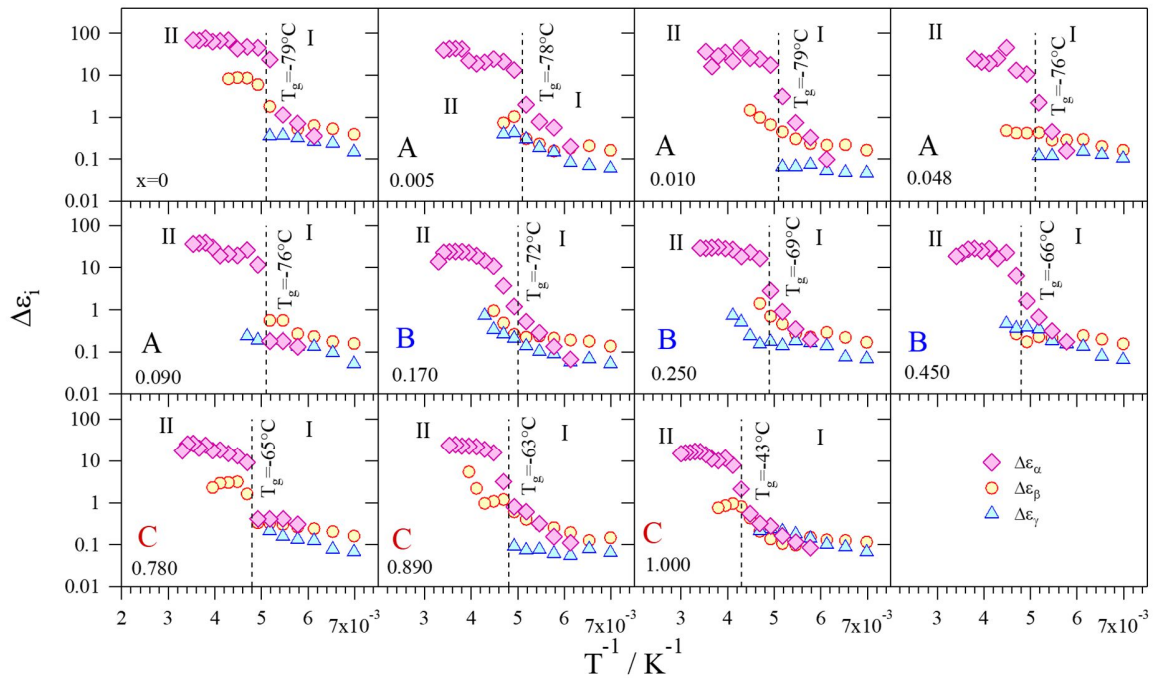 100
10
1
0.1
0.01
II
I
T_g=-79°C
x=0
II
I
T_g=-78°C
A
0.005
II
I
T_g=-79°C
A
0.010
II
I
T_g=-76°C
A
0.048
100
10
1
0.1
0.01
II
I
T_g=-76°C
A
0.090
II
I
T_g=-72°C
B
0.170
II
I
T_g=-69°C
B
0.250
II
I
T_g=-66°C
B
0.450
Δε_i
100
10
1
0.1
0.01
II
I
T_g=-65°C
C
0.780
II
I
T_g=-63°C
C
0.890
II
I
T_g=-43°C
C
1.000
Δε_α
Δε_β
Δε_γ
2 3 4 5 6 7x10⁻³
3 4 5 6 7x10⁻³
3 4 5 6 7x10⁻³
3 4 5 6 7x10⁻³
T⁻¹ / K⁻¹